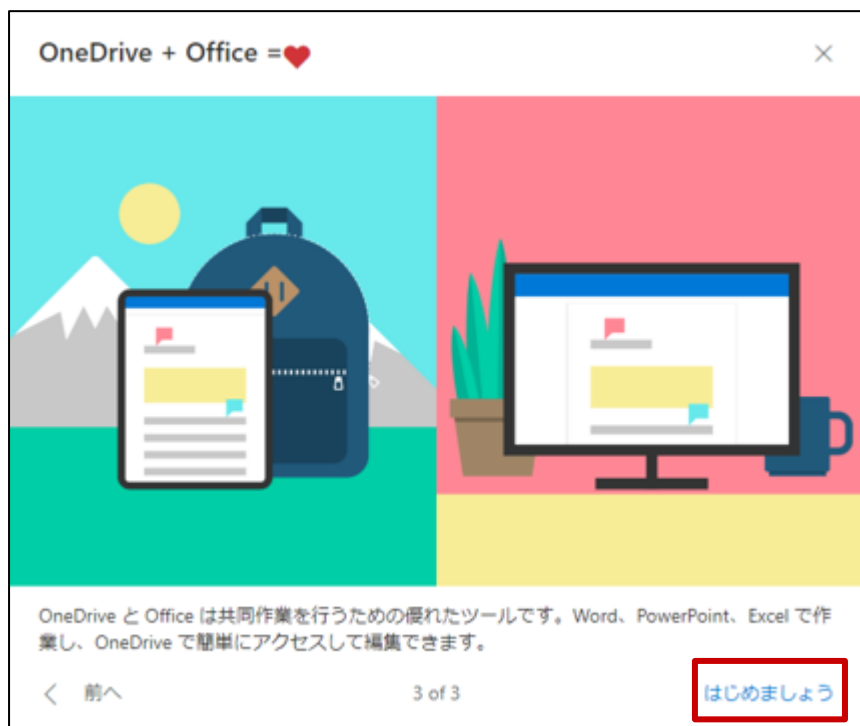 OneDrive + Office =❤
OneDrive と Office は共同作業を行うための優れたツールです。Word、PowerPoint、Excel で作
業し、OneDrive で簡単にアクセスして編集できます。
前へ
3 of 3
はじめましょう